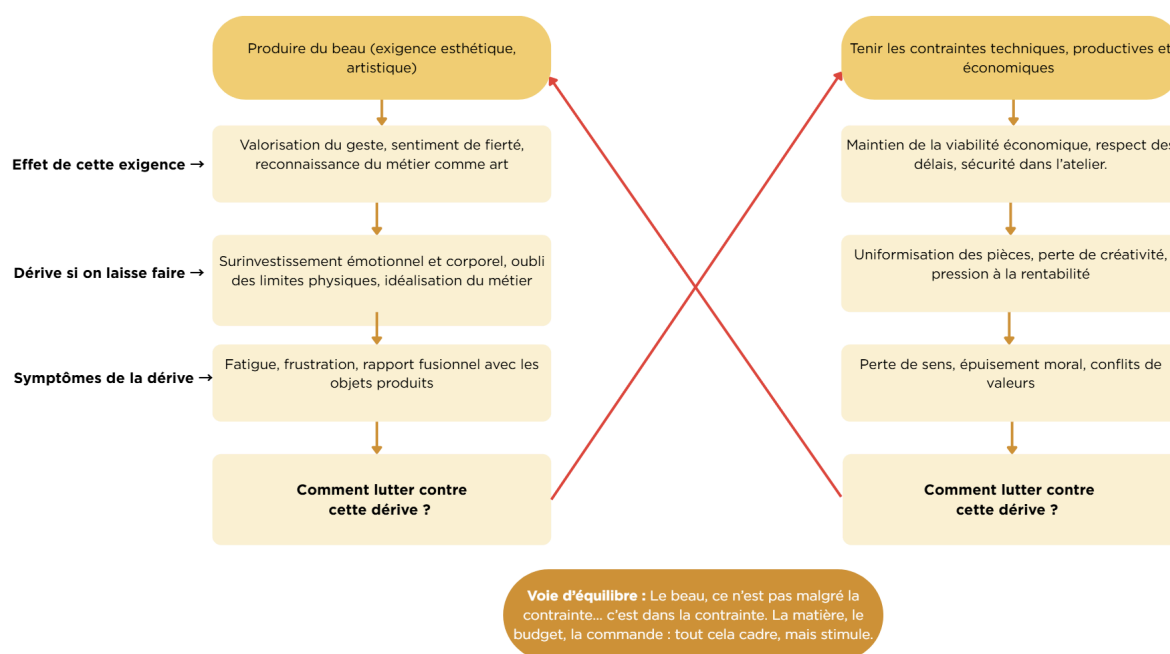 Produire du beau (exigence esthétique,
artistique)
Tenir les contraintes techniques, productives et
économiques
Effet de cette exigence →
Valorisation du geste, sentiment de fierté,
reconnaissance du métier comme art
Maintien de la viabilité économique, respect des
délais, sécurité dans l'atelier.
Dérive si on laisse faire →
Surinvestissement émotionnel et corporel, oubli
des limites physiques, idéalisation du métier
Uniformisation des pièces, perte de créativité,
pression à la rentabilité
Symptômes de la dérive →
Fatigue, frustration, rapport fusionnel avec les
objets produits
Perte de sens, épuisement moral, conflits de
valeurs
Comment lutter contre
cette dérive ?
Comment lutter contre
cette dérive ?
Voie d'équilibre : Le beau, ce n'est pas malgré la
contrainte... c'est dans la contrainte. La matière, le
budget, la commande : tout cela cadre, mais stimule.